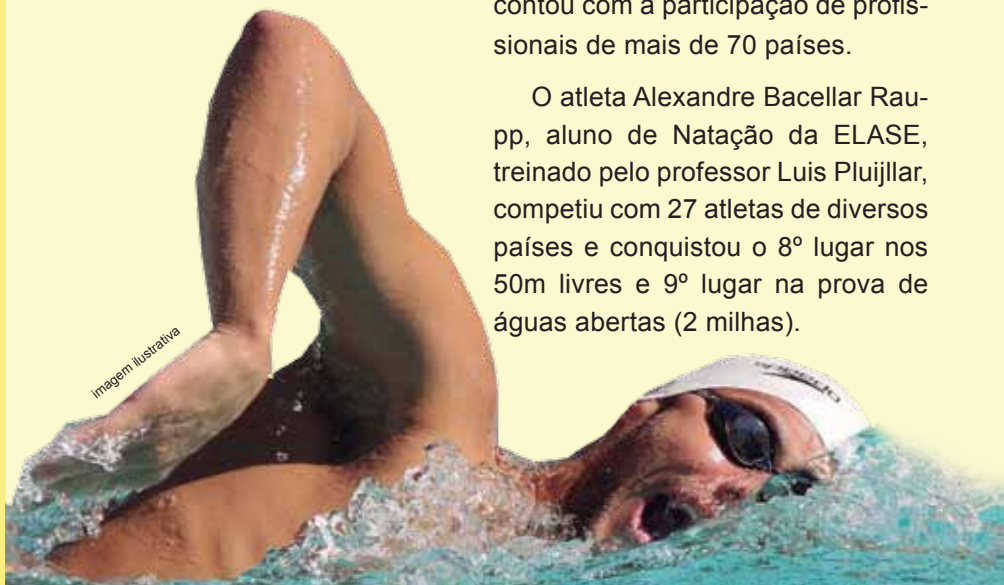 contou com a participação de profis-
sionais de mais de 70 países.
O atleta Alexandre Bacellar Rau-
pp, aluno de Natação da ELASE,
treinado pelo professor Luis Pluijllar,
competiu com 27 atletas de diversos
países e conquistou o 8º lugar nos
50m livres e 9º lugar na prova de
águas abertas (2 milhas).
imagem ilustrativa
speedo